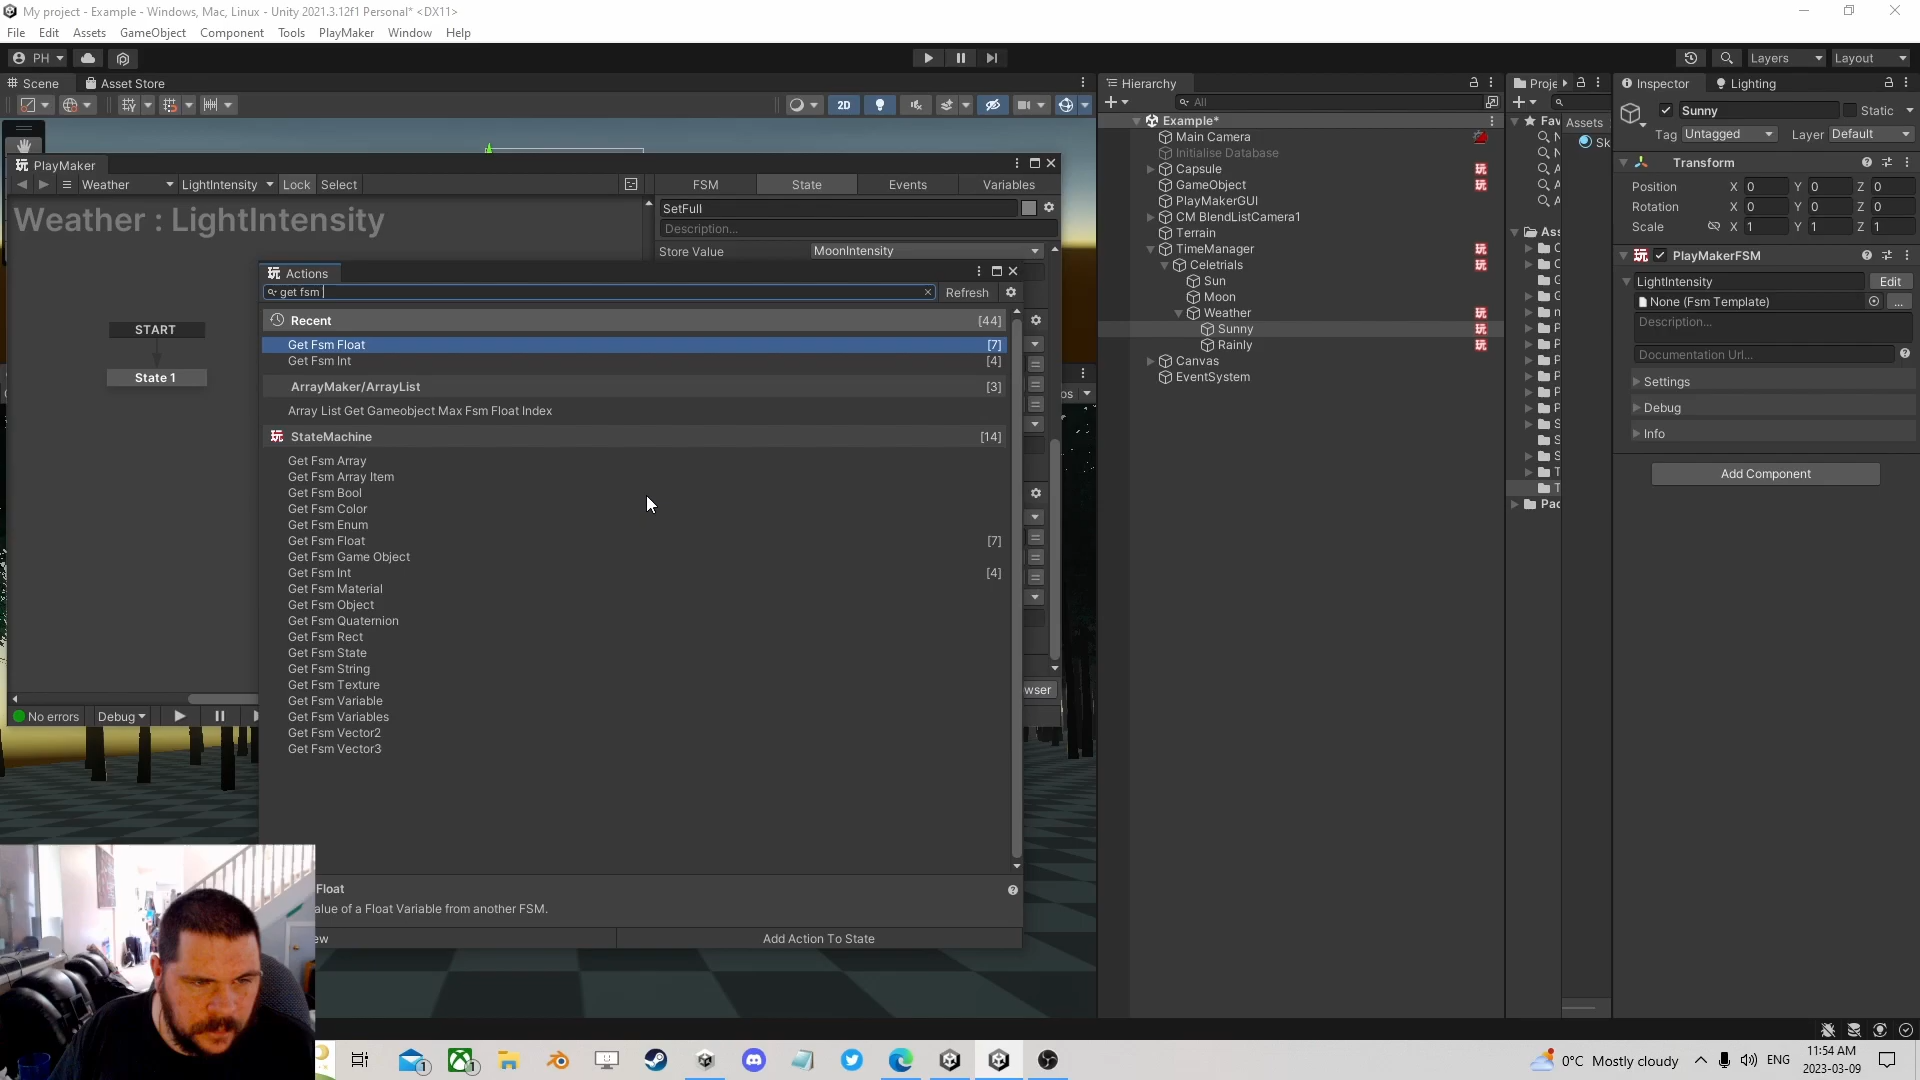 My project - Example - Windows, Mac, Linux - Unity 2021.3.12f1 Personal* <DX11>
File Edit Assets GameObject Component Tools PlayMaker Window Help
PH Layers Layout
Scene Asset Store
2D
PlayMaker
Weather LightIntensity Lock Select
Weather : LightIntensity
START
State 1
No errors Debug
FSM State Events Variables
SetFull
Description...
Store Value MoonIntensity
Actions
get fsm
Refresh
Recent [44]
Get Fsm Float [7]
Get Fsm Int [4]
ArrayMaker/ArrayList [3]
Array List Get Gameobject Max Fsm Float Index
StateMachine [14]
Get Fsm Array
Get Fsm Array Item
Get Fsm Bool
Get Fsm Color
Get Fsm Enum
Get Fsm Float [7]
Get Fsm Game Object
Get Fsm Int [4]
Get Fsm Material
Get Fsm Object
Get Fsm Quaternion
Get Fsm Rect
Get Fsm State
Get Fsm String
Get Fsm Texture
Get Fsm Variable
Get Fsm Variables
Get Fsm Vector2
Get Fsm Vector3
Float
alue of a Float Variable from another FSM.
ew Add Action To State
wser
os
Hierarchy
All
Example*
Main Camera
Initialise Database
Capsule
GameObject
PlayMakerGUI
CM BlendListCamera1
Terrain
TimeManager
Celetrials
Sun
Moon
Weather
Sunny
Rainly
Canvas
EventSystem
Proje
Fav
Assets
Sk
Ass
Pac
Inspector Lighting
Sunny Static
Tag Untagged Layer Default
Transform
Position X 0 Y 0 Z 0
Rotation X 0 Y 0 Z 0
Scale X 1 Y 1 Z 1
PlayMakerFSM
LightIntensity Edit
None (Fsm Template) ...
Description...
Documentation Url...
Settings
Debug
Info
Add Component
0°C Mostly cloudy ENG 11:54 AM
2023-03-09